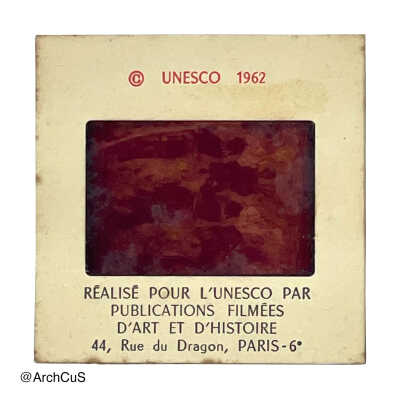 © UNESCO 1962
RÉALISÉ POUR L'UNESCO PAR
PUBLICATIONS FILMÉES
D'ART ET D'HISTOIRE
44, Rue du Dragon, PARIS-6e
@ArchCuS